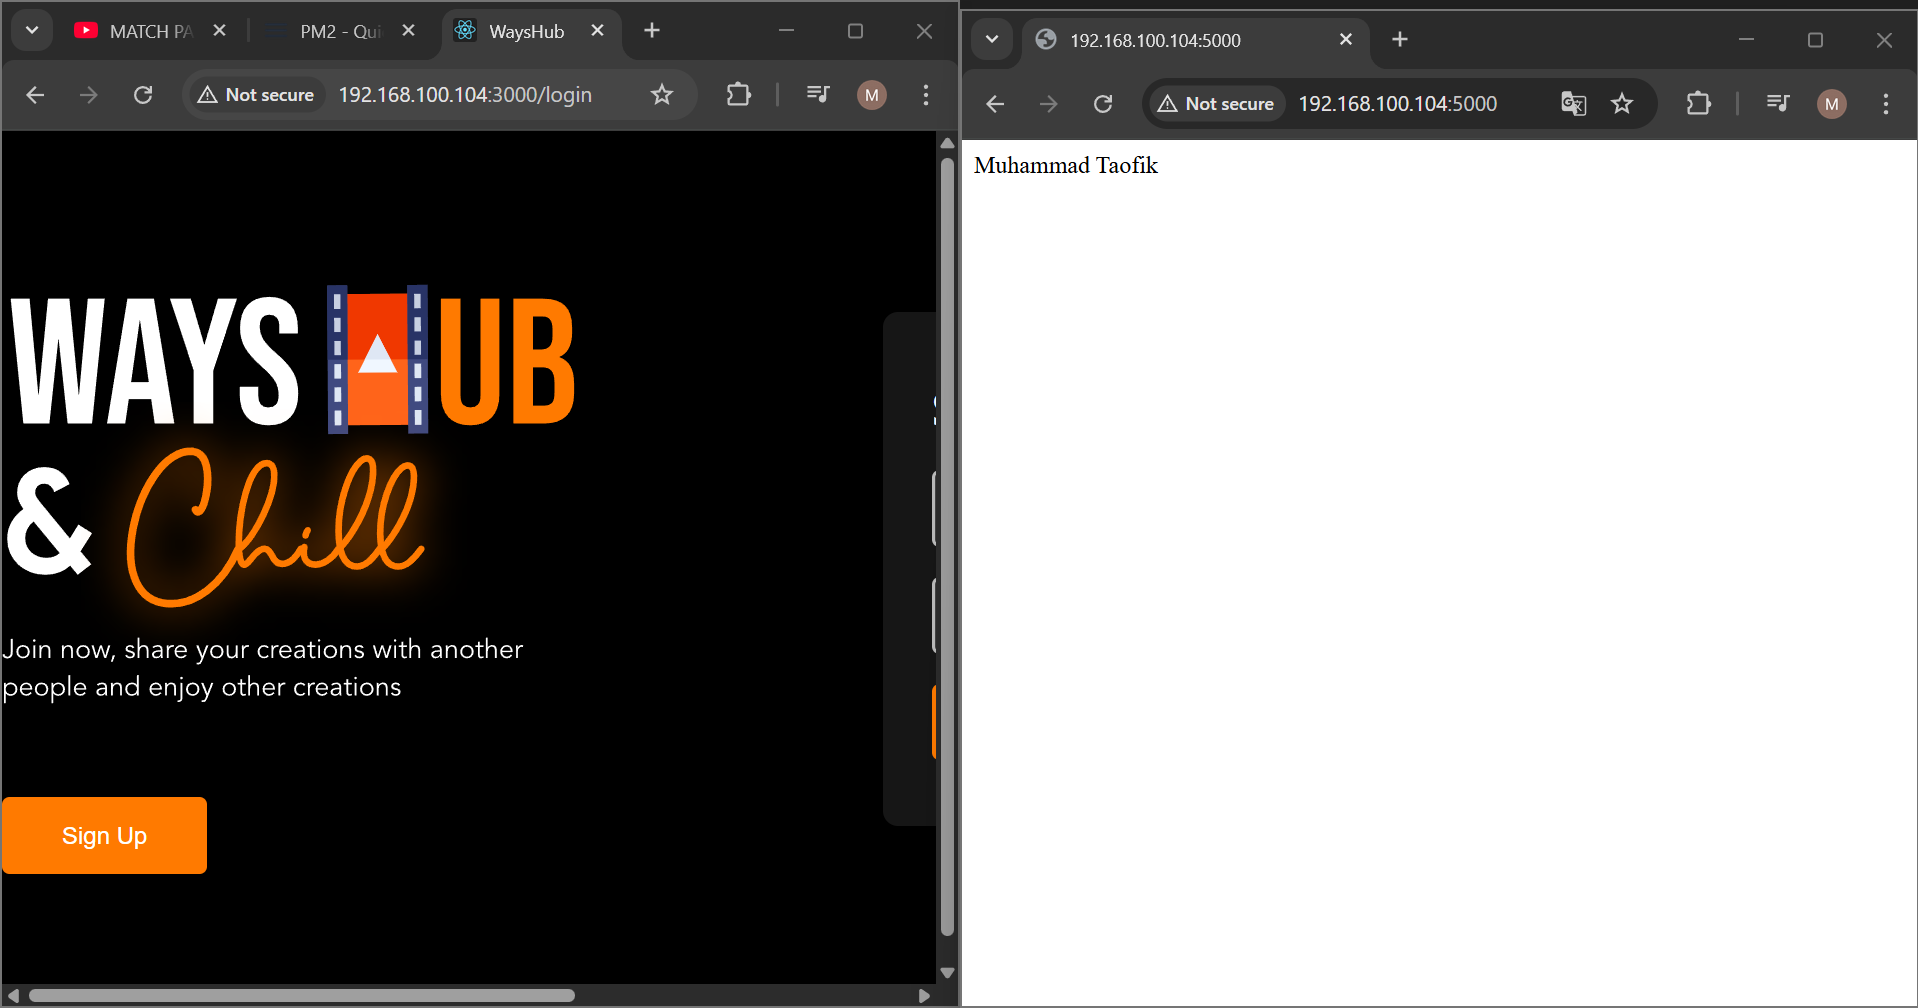 MATCH PA
PM2 - Qui
WaysHub
Not secure
192.168.100.104:3000/login
M
WAYS UB
& Chill
Join now, share your creations with another
people and enjoy other creations
Sign Up
192.168.100.104:5000
Not secure
192.168.100.104:5000
M
Muhammad Taofik